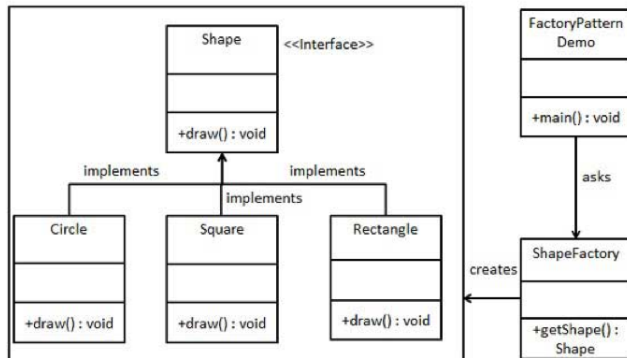 Shape
<<Interface>>
+draw() : void
implements
implements
implements
Circle
+draw() : void
Square
+draw() : void
Rectangle
+draw() : void
FactoryPattern
Demo
+main() : void
asks
creates
ShapeFactory
+getShape() :
Shape